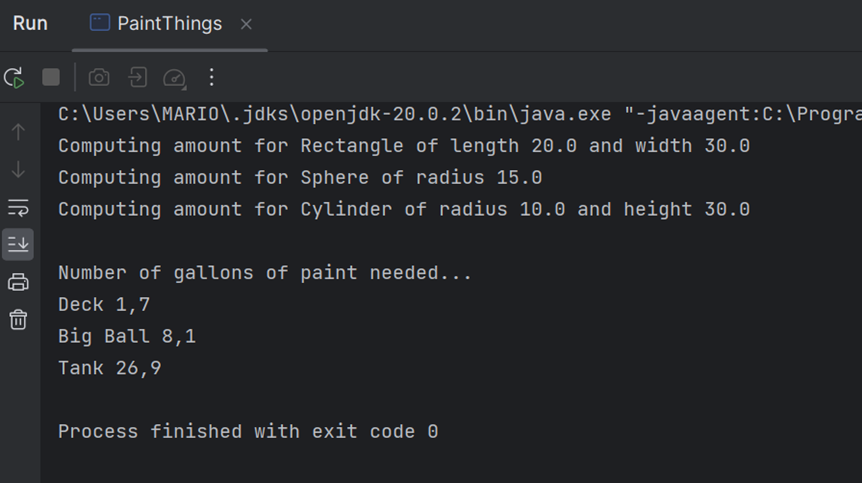 Run PaintThings
C:\Users\MARIO\.jdks\openjdk-20.0.2\bin\java.exe "-javaagent:C:\Progra
Computing amount for Rectangle of length 20.0 and width 30.0
Computing amount for Sphere of radius 15.0
Computing amount for Cylinder of radius 10.0 and height 30.0
Number of gallons of paint needed...
Deck 1,7
Big Ball 8,1
Tank 26,9
Process finished with exit code 0